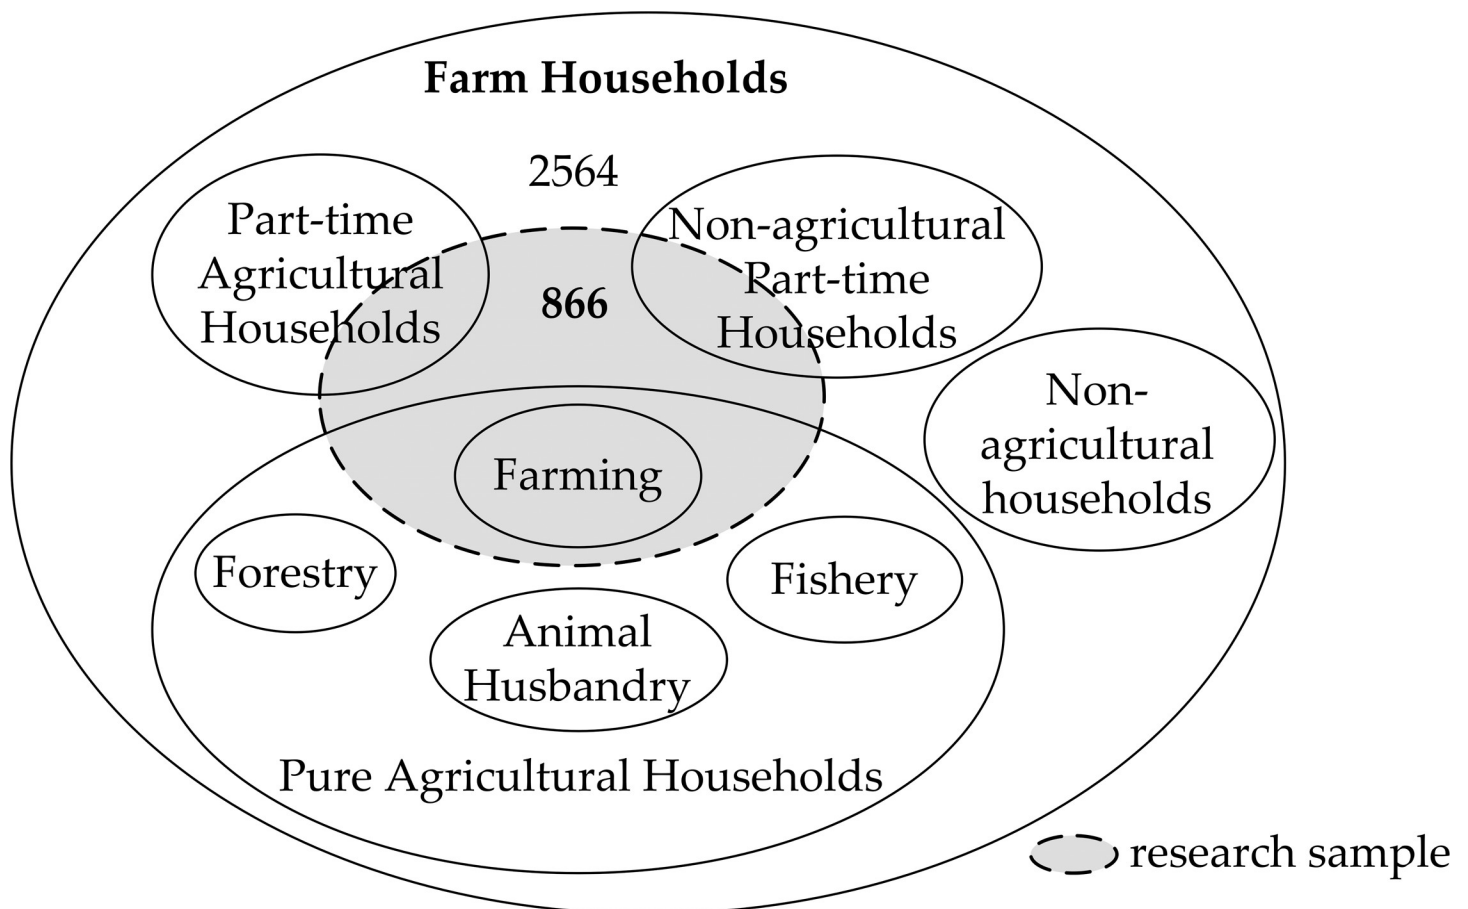 Farm Households
2564
Part-time
Agricultural
Households
Non-agricultural
Part-time
Households
866
Non-
agricultural
households
Farming
Forestry
Fishery
Animal
Husbandry
Pure Agricultural Households
research sample